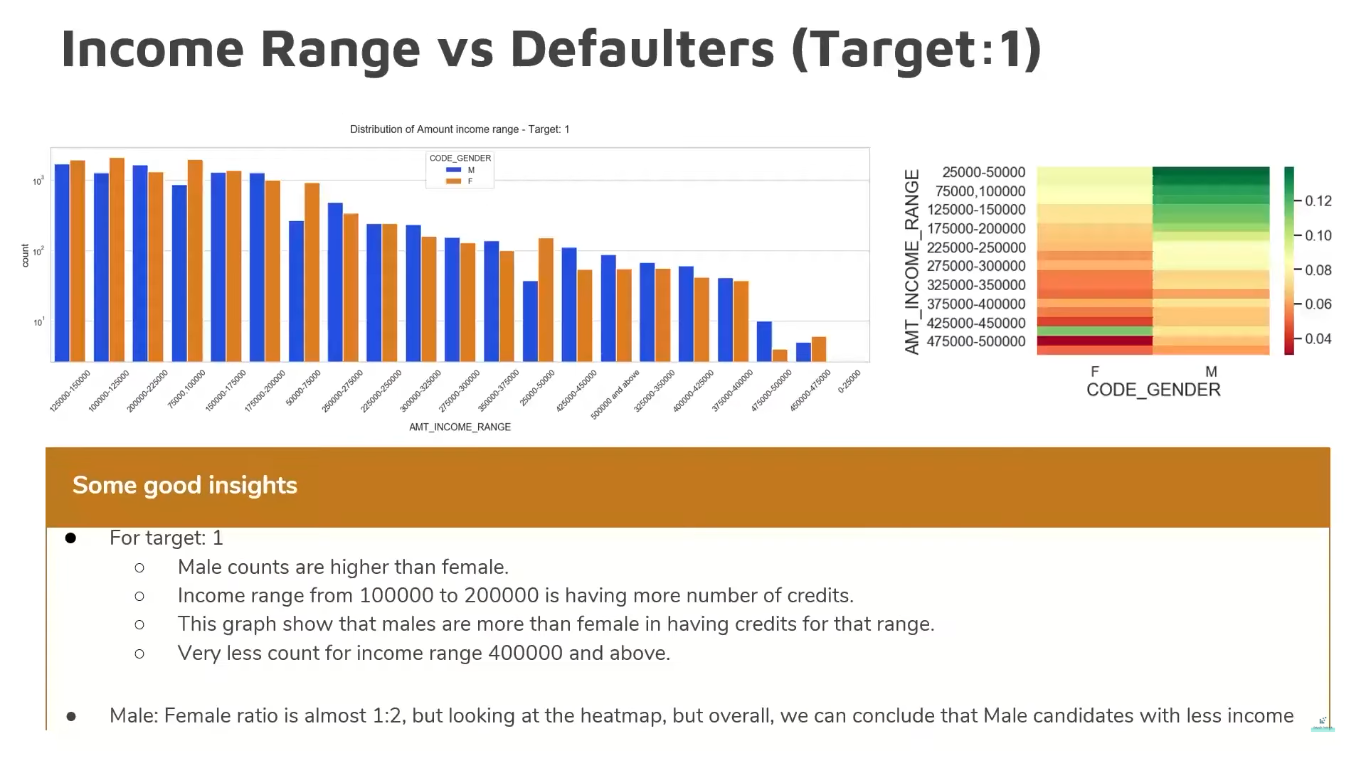 Income Range vs Defaulters (Target:1)
Distribution of Amount income range - Target: 1
CODE_GENDER
M
F
count
10³
10²
10¹
125000-150000
100000-125000
200000-225000
75000,100000
150000-175000
175000-200000
50000-75000
250000-275000
225000-250000
300000-325000
275000-300000
350000-375000
25000-50000
425000-450000
500000 and above
325000-350000
400000-425000
375000-400000
475000-500000
450000-475000
0-25000
AMT_INCOME_RANGE
AMT_INCOME_RANGE
25000-50000
75000,100000
125000-150000
175000-200000
225000-250000
275000-300000
325000-350000
375000-400000
425000-450000
475000-500000
F M
CODE_GENDER
0.12
0.10
0.08
0.06
0.04
Some good insights
● For target: 1
○ Male counts are higher than female.
○ Income range from 100000 to 200000 is having more number of credits.
○ This graph show that males are more than female in having credits for that range.
○ Very less count for income range 400000 and above.
● Male: Female ratio is almost 1:2, but looking at the heatmap, but overall, we can conclude that Male candidates with less income